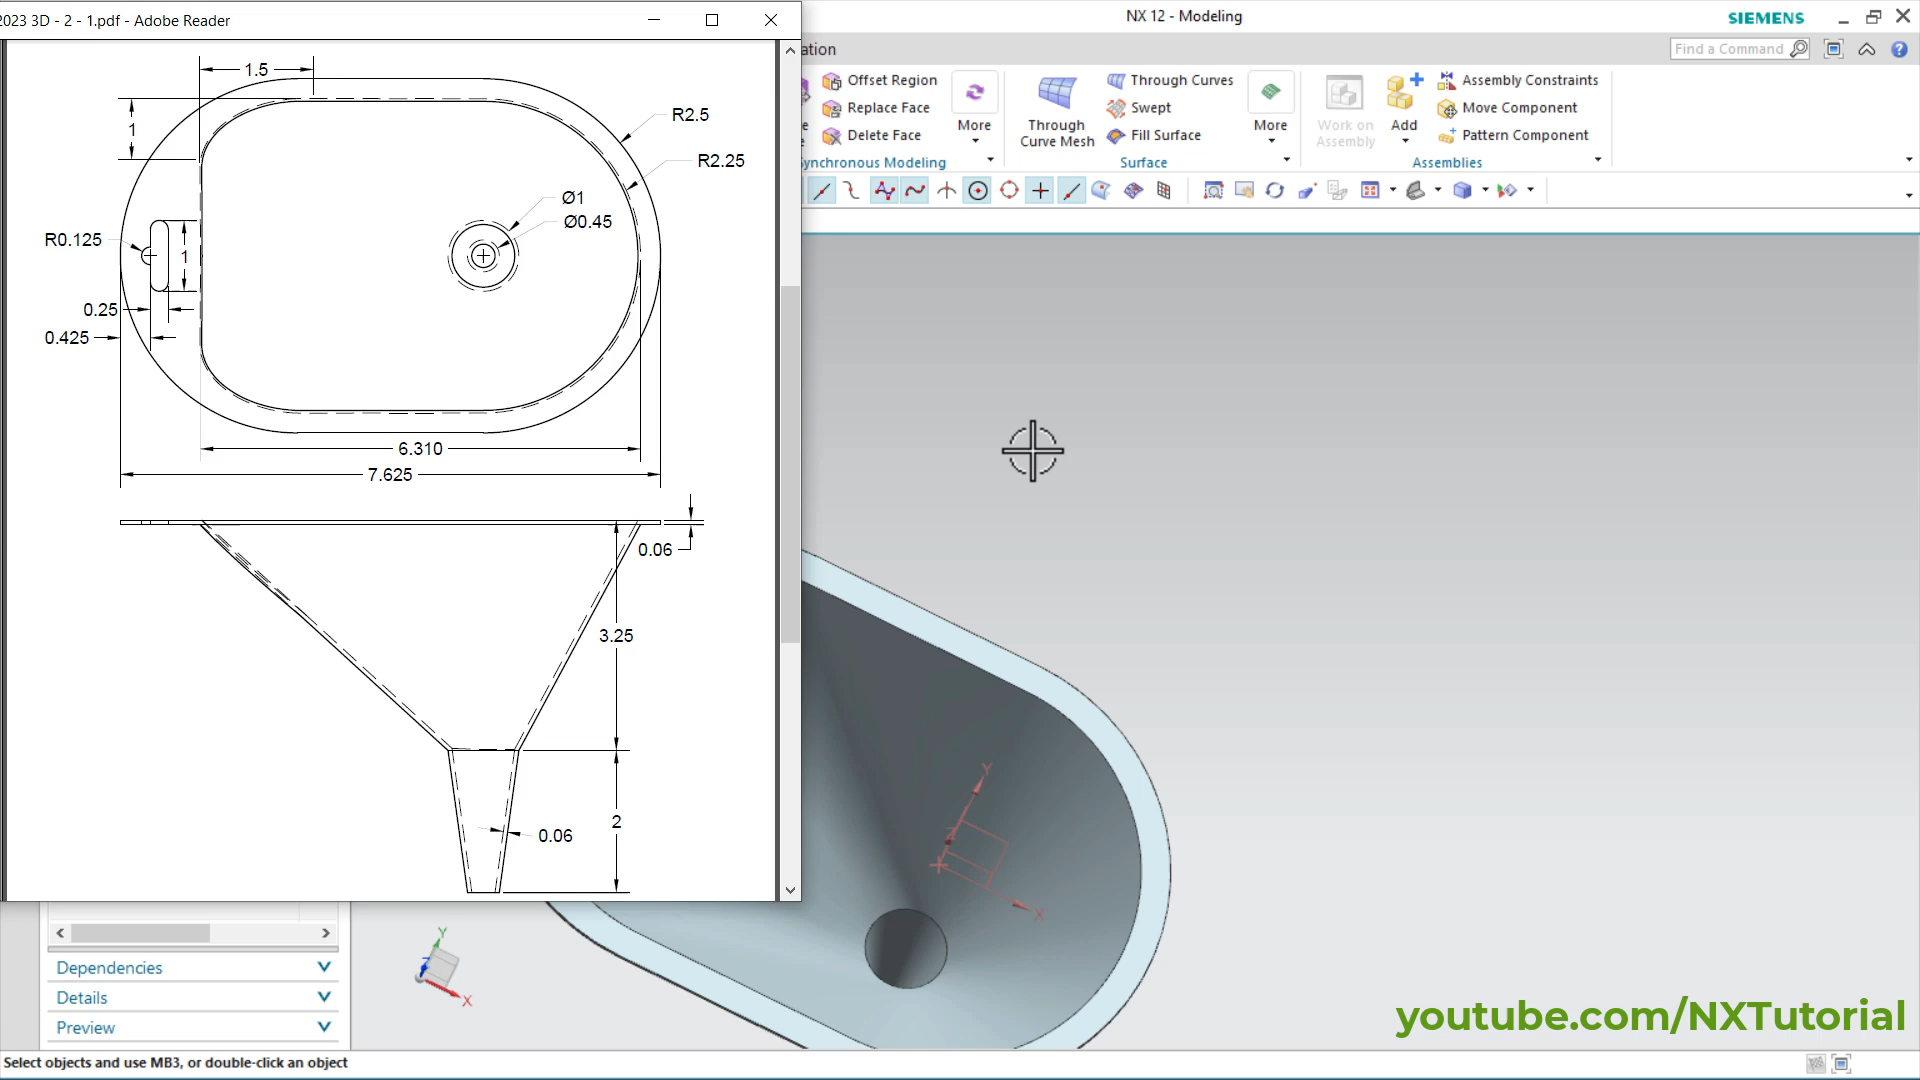 2023 3D - 2 - 1.pdf - Adobe Reader
NX 12 - Modeling
SIEMENS
ation
Find a Command
Offset Region
Replace Face
Delete Face
More
Synchronous Modeling
Through Curve Mesh
Through Curves
Swept
Fill Surface
More
Surface
Work on Assembly
Add
Assembly Constraints
Move Component
Pattern Component
Assemblies
1.5
R2.5
1
R2.25
Ø1
Ø0.45
R0.125
1
0.25
0.425
6.310
7.625
0.06
3.25
2
0.06
Y
X
Dependencies
Details
Preview
Y
Z
X
youtube.com/NXTutorial
Select objects and use MB3, or double-click an object